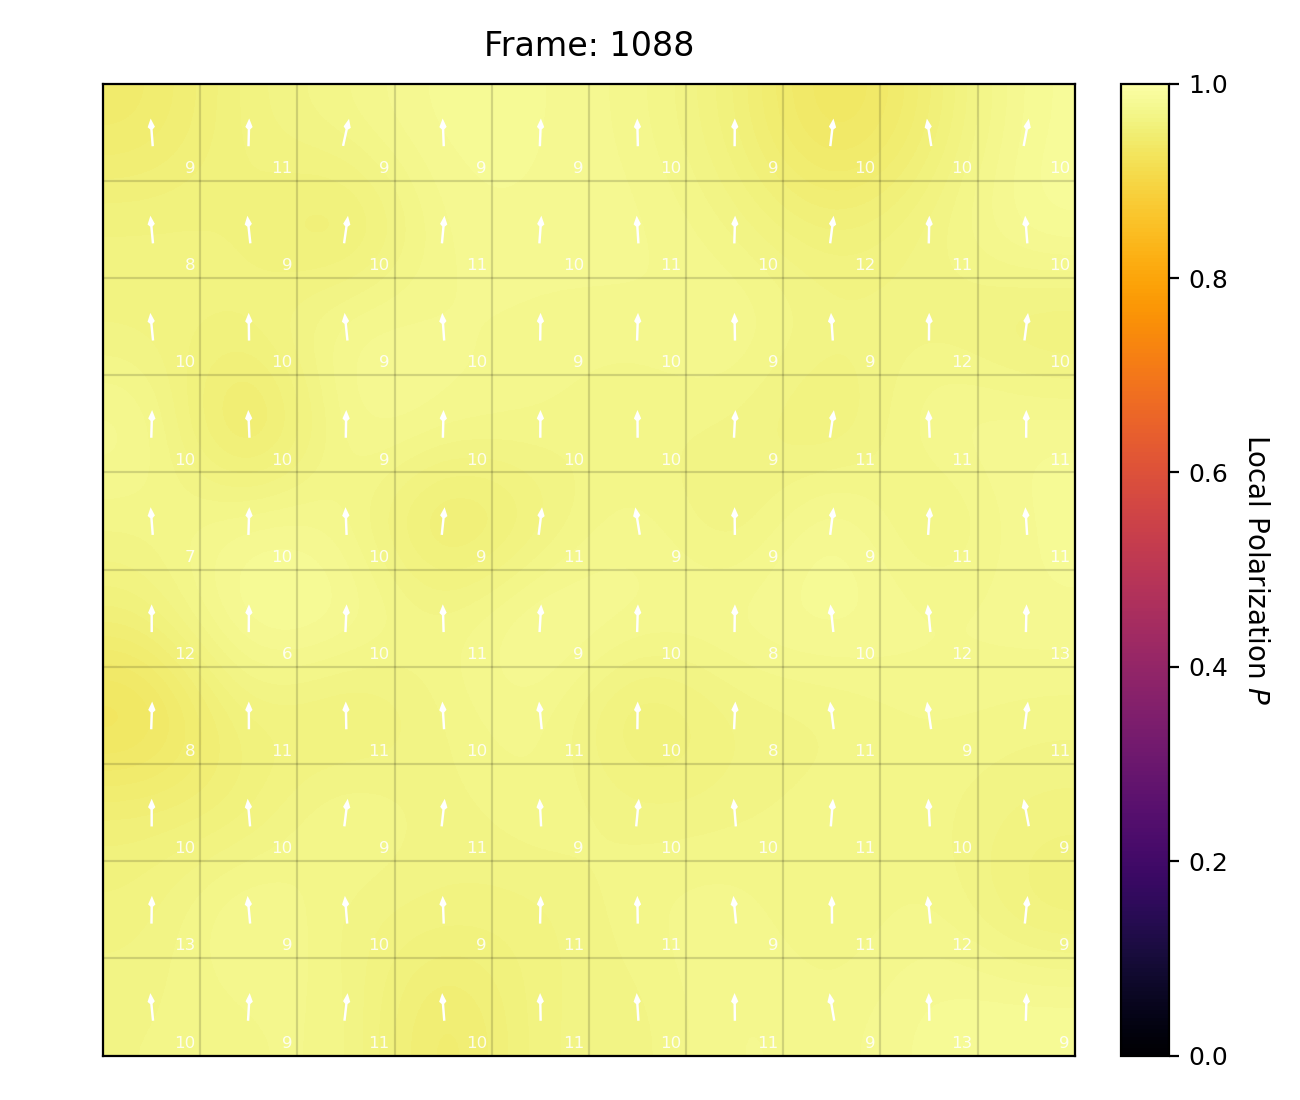 Frame: 1088
9 11 9 9 9 10 9 10 10 10
8 9 10 11 10 11 10 12 11 10
10 10 9 10 9 10 9 9 12 10
10 10 9 10 10 10 9 11 11 11
7 10 10 9 11 9 9 9 11 11
12 6 10 11 9 10 8 10 12 13
8 11 11 10 11 10 8 11 9 11
10 10 9 11 9 10 10 11 10 9
13 9 10 9 11 11 9 11 12 9
10 9 11 10 11 10 11 9 13 9
1.0
0.8
0.6
0.4
0.2
0.0
Local Polarization P